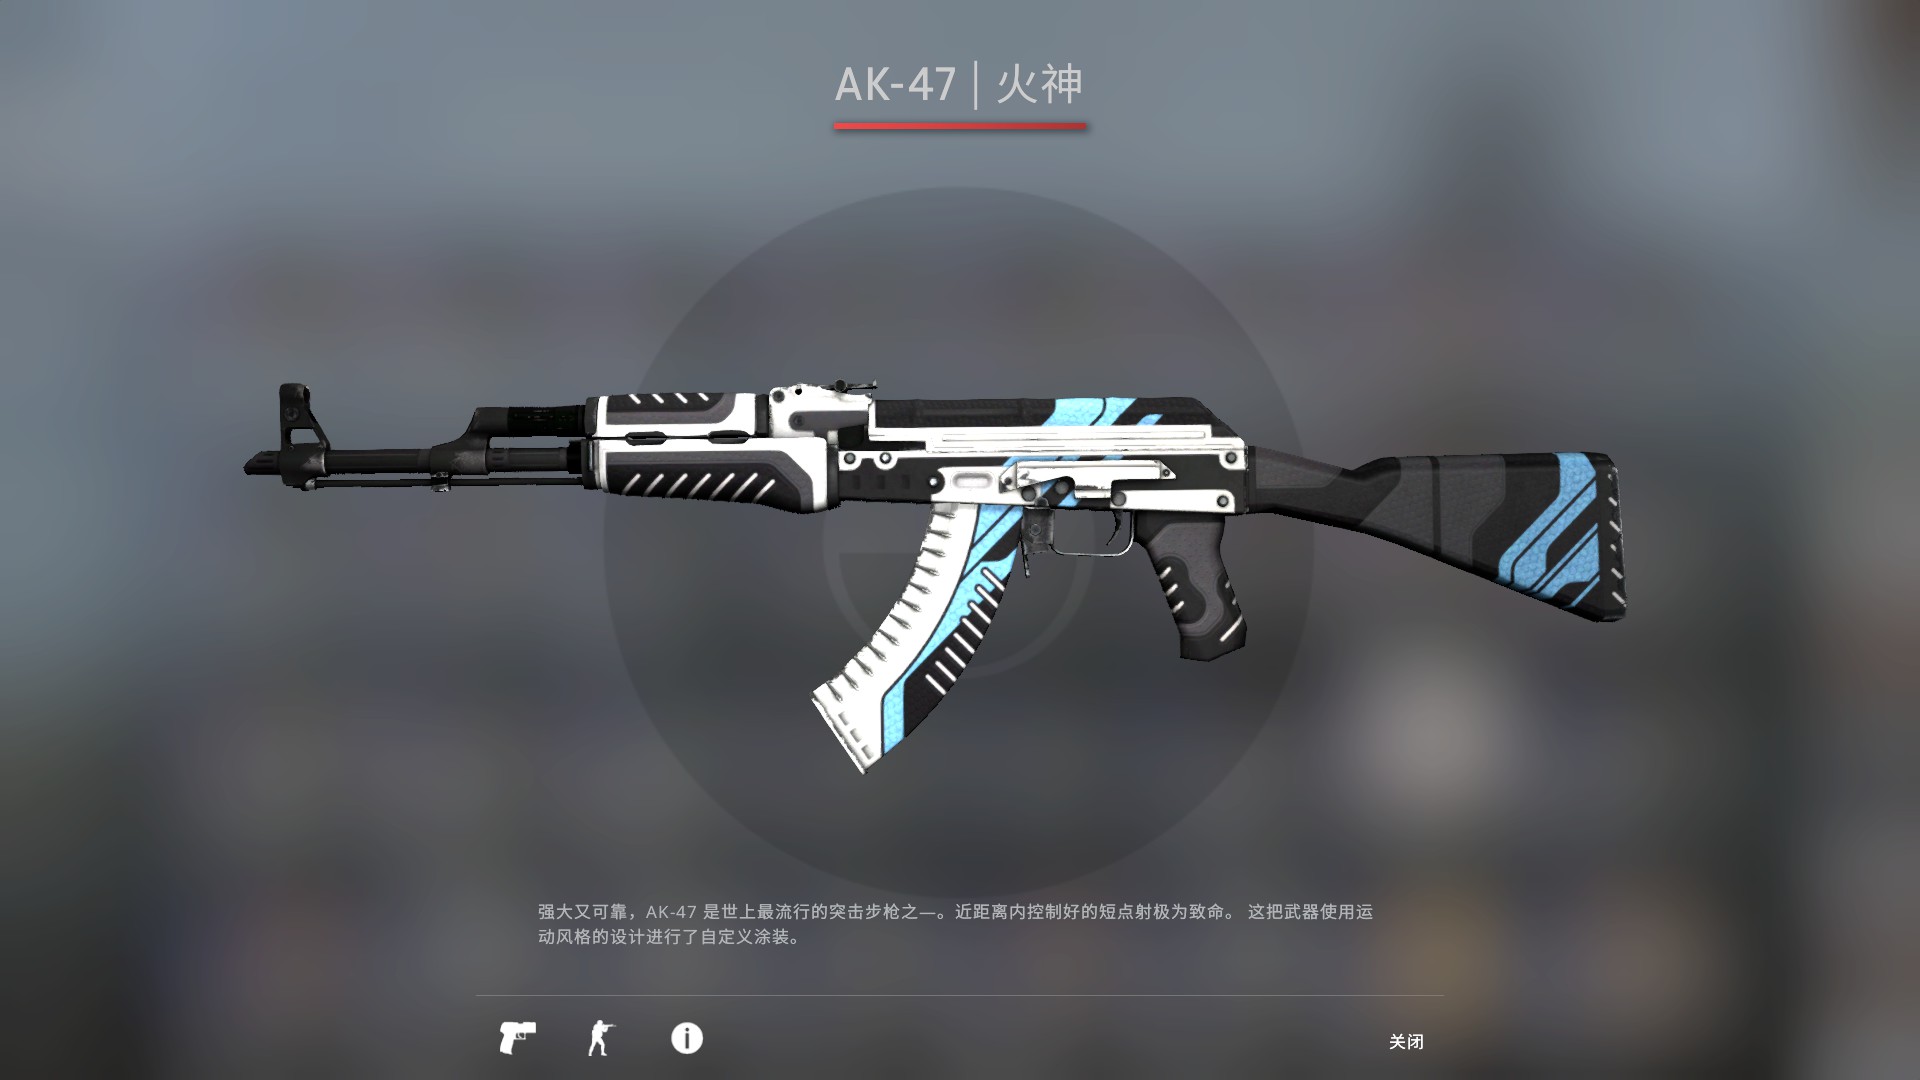 AK-47 | 火神
强大又可靠，AK-47 是世上最流行的突击步枪之一。近距离内控制好的短点射极为致命。 这把武器使用运
动风格的设计进行了自定义涂装。
关闭